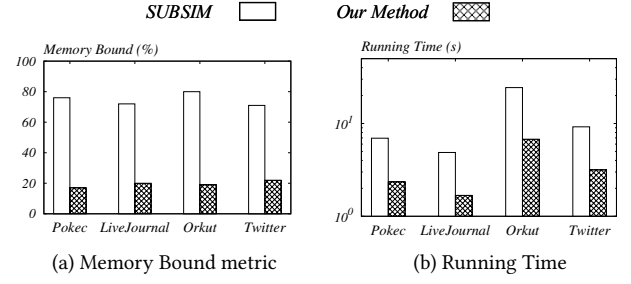 SUBSIM Our Method
Memory Bound (%)
100
80
60
40
20
0
Pokec LiveJournal Orkut Twitter
(a) Memory Bound metric
Running Time (s)
10^1
10^0
Pokec LiveJournal Orkut Twitter
(b) Running Time